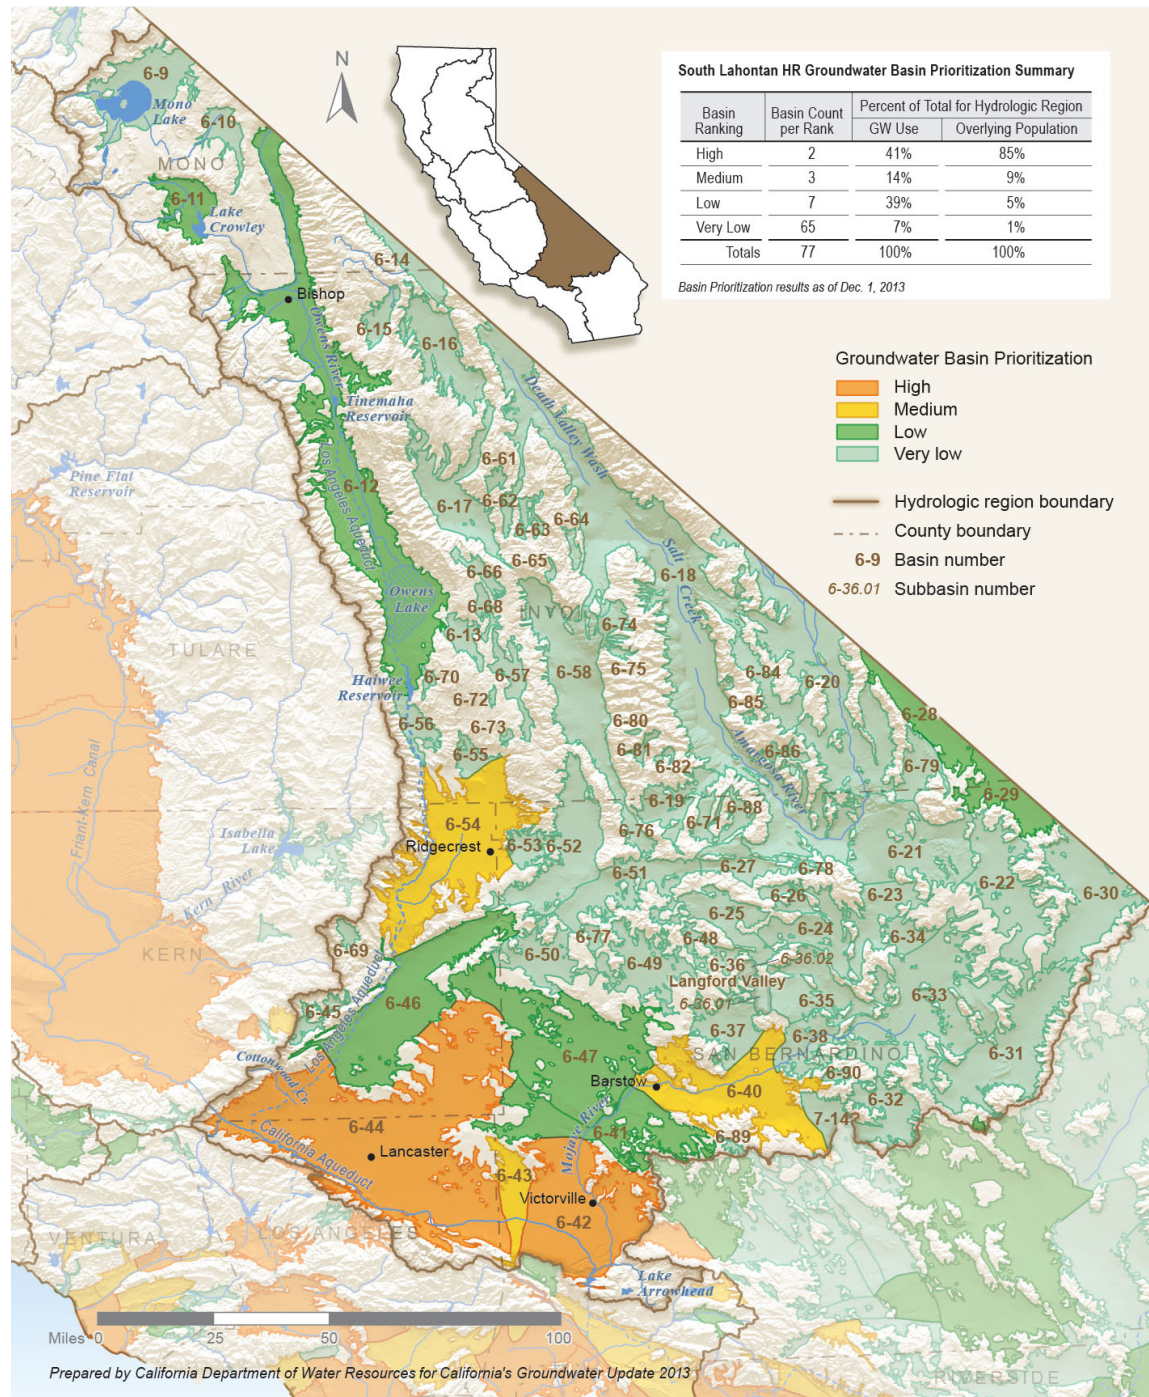 South Lahontan HR Groundwater Basin Prioritization Summary
Basin Ranking
Basin Count per Rank
Percent of Total for Hydrologic Region
GW Use
Overlying Population
High 2 41% 85%
Medium 3 14% 9%
Low 7 39% 5%
Very Low 65 7% 1%
Totals 77 100% 100%
Basin Prioritization results as of Dec. 1, 2013
N
Groundwater Basin Prioritization
High
Medium
Low
Very low
Hydrologic region boundary
County boundary
6-9 Basin number
6-36.01 Subbasin number
6-9
Mono
Lake
6-10
MONO
6-11
Lake
Crowley
6-14
Bishop
Owens River
6-15
6-16
Death Valley Wash
Tinemaha
Reservoir
Los Angeles Aqueduct
6-61
Pine Flat
Reservoir
6-12
6-17
6-62
6-63
6-64
6-65
Salt Creek
6-66
6-18
Owens
Lake
6-68
INYO
6-74
6-13
TULARE
6-70
6-57
6-58
6-75
6-84
6-20
Haiwee
Reservoir
6-72
6-85
6-28
6-56
6-73
6-80
6-55
6-81
6-82
6-86
6-79
Amargosa River
6-29
Friant-Kern Canal
6-54
6-19
6-88
6-76
6-71
Isabella
Lake
Ridgecrest
6-53
6-52
6-21
6-51
6-27
6-78
6-22
6-30
Kern River
6-26
6-23
6-25
6-24
6-34
KERN
6-69
6-50
6-77
6-48
6-49
6-36
6-36.02
Langford Valley
6-36.01
6-33
6-45
6-46
Los Angeles Aqueduct
6-35
6-37
6-38
SAN BERNARDINO
6-31
Cottonwood Cr.
6-47
Barstow
6-40
6-90
6-32
Mojave River
6-41
6-44
6-89
7-142
California Aqueduct
Lancaster
6-43
Victorville
6-42
VENTURA
LOS ANGELES
Lake
Arrowhead
Miles 0 25 50 100
Prepared by California Department of Water Resources for California's Groundwater Update 2013
RIVERSIDE